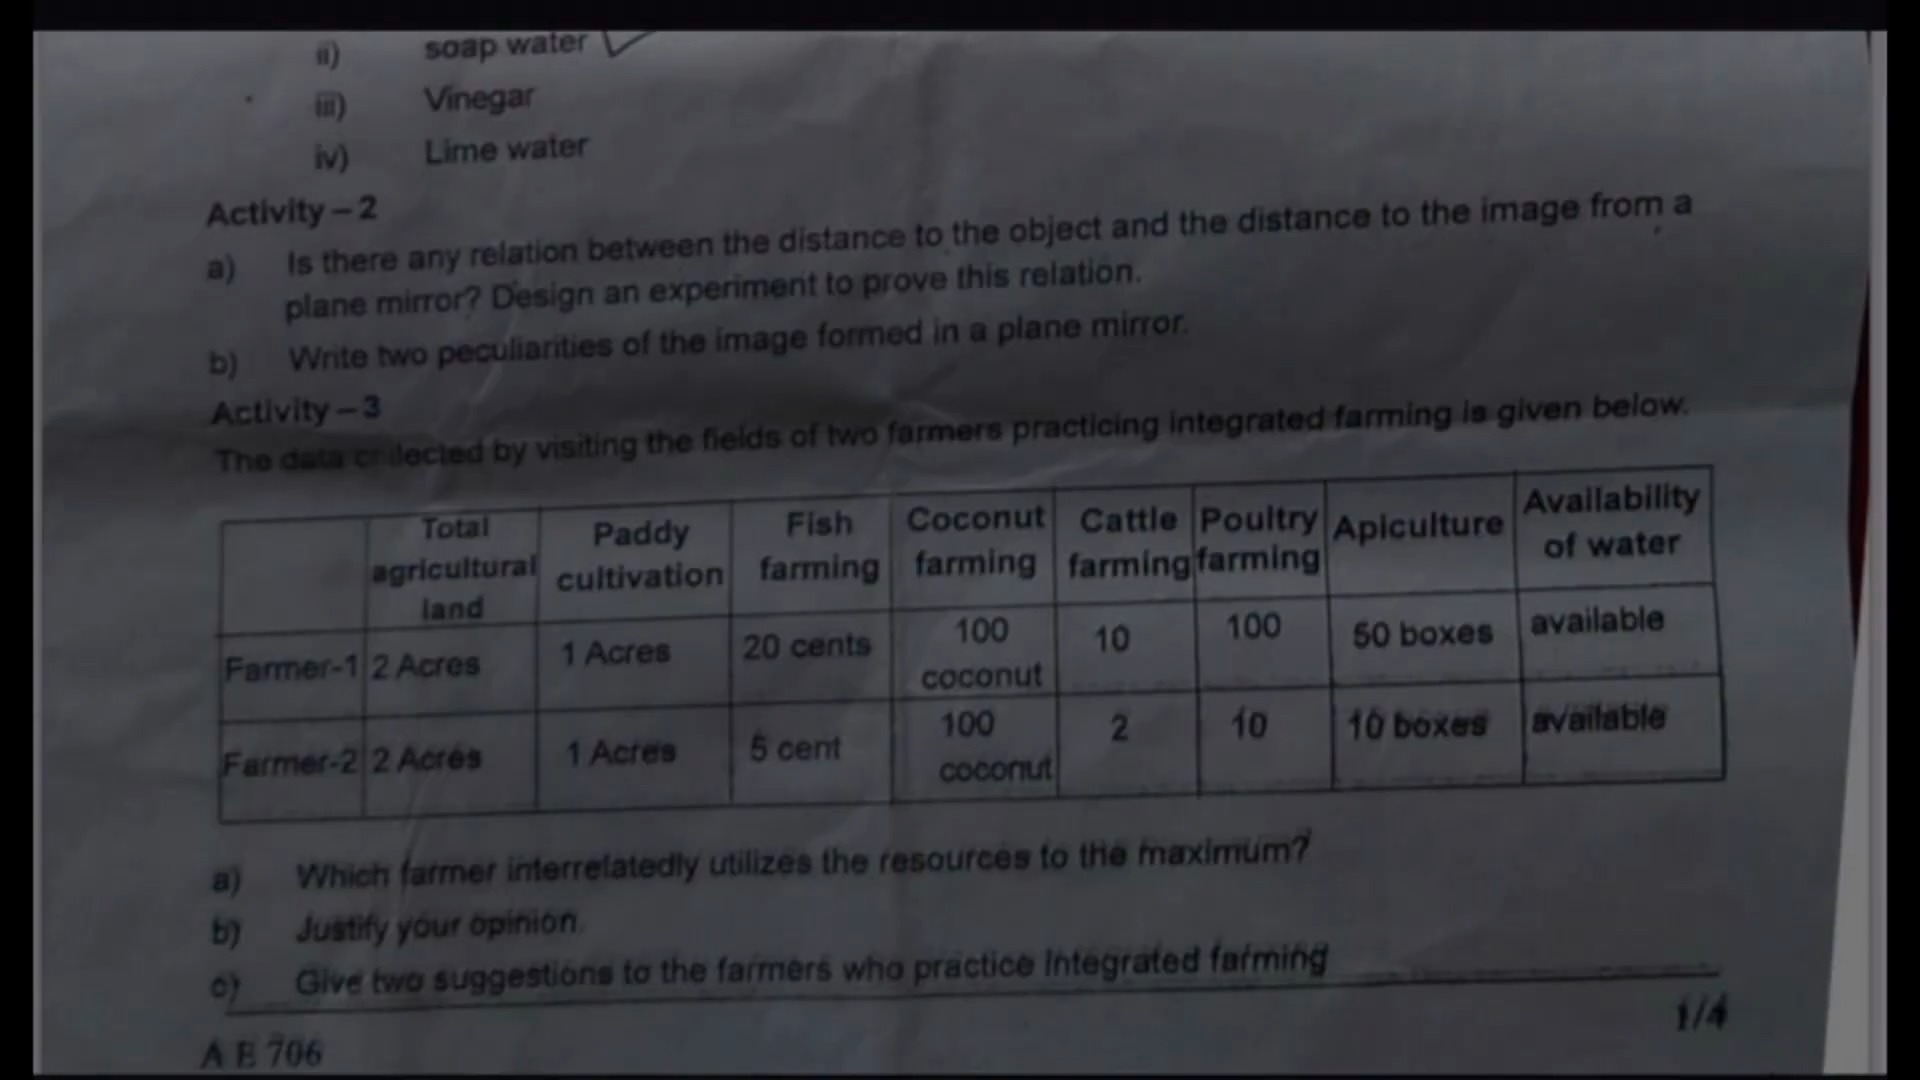 ii) soap water
iii) Vinegar
iv) Lime water
Activity – 2
a) Is there any relation between the distance to the object and the distance to the image from a
plane mirror? Design an experiment to prove this relation.
b) Write two peculiarities of the image formed in a plane mirror.
Activity – 3
The data collected by visiting the fields of two farmers practicing integrated farming is given below.
Total agricultural land Paddy cultivation Fish farming Coconut farming Cattle farming Poultry farming Apiculture Availability of water
Farmer-1 2 Acres 1 Acres 20 cents 100 coconut 10 100 50 boxes available
Farmer-2 2 Acres 1 Acres 5 cent 100 coconut 2 10 10 boxes available
a) Which farmer interrelatedly utilizes the resources to the maximum?
b) Justify your opinion.
c) Give two suggestions to the farmers who practice integrated farming
1/4
A E 706